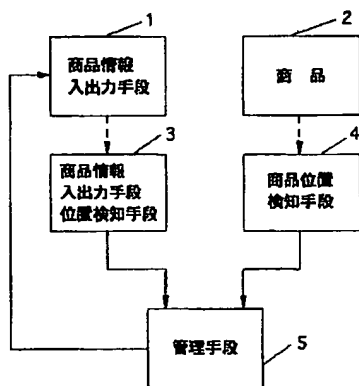 1
2
商品情報
入出力手段
商　品
3
4
商品情報
入出力手段
位置検知手段
商品位置
検知手段
管理手段
5